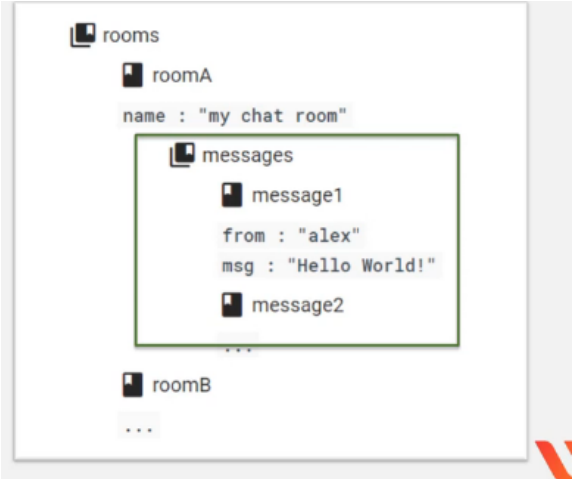 rooms
roomA
name : "my chat room"
messages
message1
from : "alex"
msg : "Hello World!"
message2
...
roomB
...